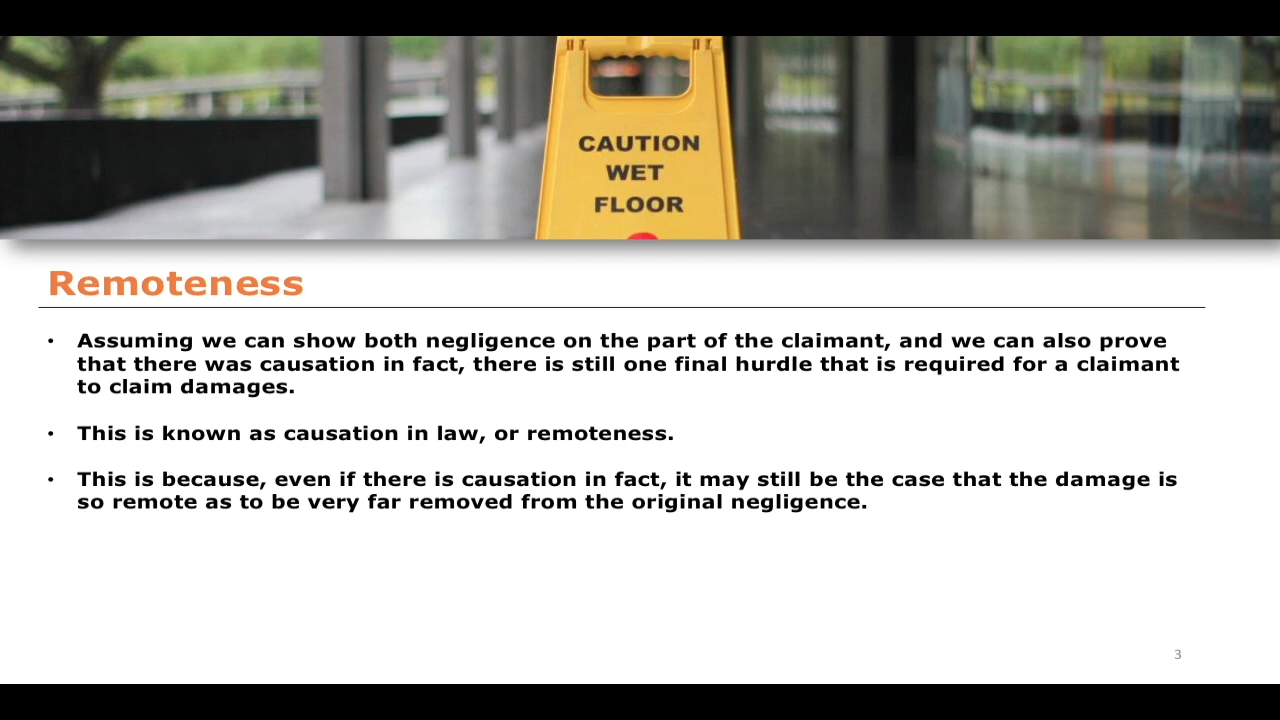 CAUTION
WET
FLOOR
Remoteness
• Assuming we can show both negligence on the part of the claimant, and we can also prove
that there was causation in fact, there is still one final hurdle that is required for a claimant
to claim damages.
• This is known as causation in law, or remoteness.
• This is because, even if there is causation in fact, it may still be the case that the damage is
so remote as to be very far removed from the original negligence.
3